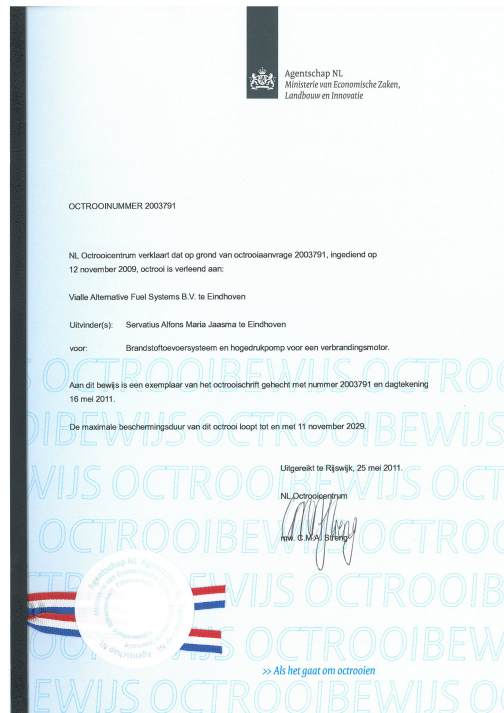 Agentschap NL
Ministerie van Economische Zaken,
Landbouw en Innovatie
OCTROOINUMMER 2003791
NL Octrooicentrum verklaart dat op grond van octrooiaanvrage 2003791, ingediend op
12 november 2009, octrooi is verleend aan:
Vialle Alternative Fuel Systems B.V. te Eindhoven
Uitvinder(s): Servatius Alfons Maria Jaasma te Eindhoven
voor: Brandstoftoevoersysteem en hogedrukpomp voor een verbrandingsmotor.
Aan dit bewijs is een exemplaar van het octrooischrift gehecht met nummer 2003791 en dagtekening
16 mei 2011.
De maximale beschermingsduur van dit octrooi loopt tot en met 11 november 2029.
Uitgereikt te Rijswijk, 25 mei 2011.
NL Octrooicentrum
mw. C.M.A. Streng
>> Als het gaat om octrooien